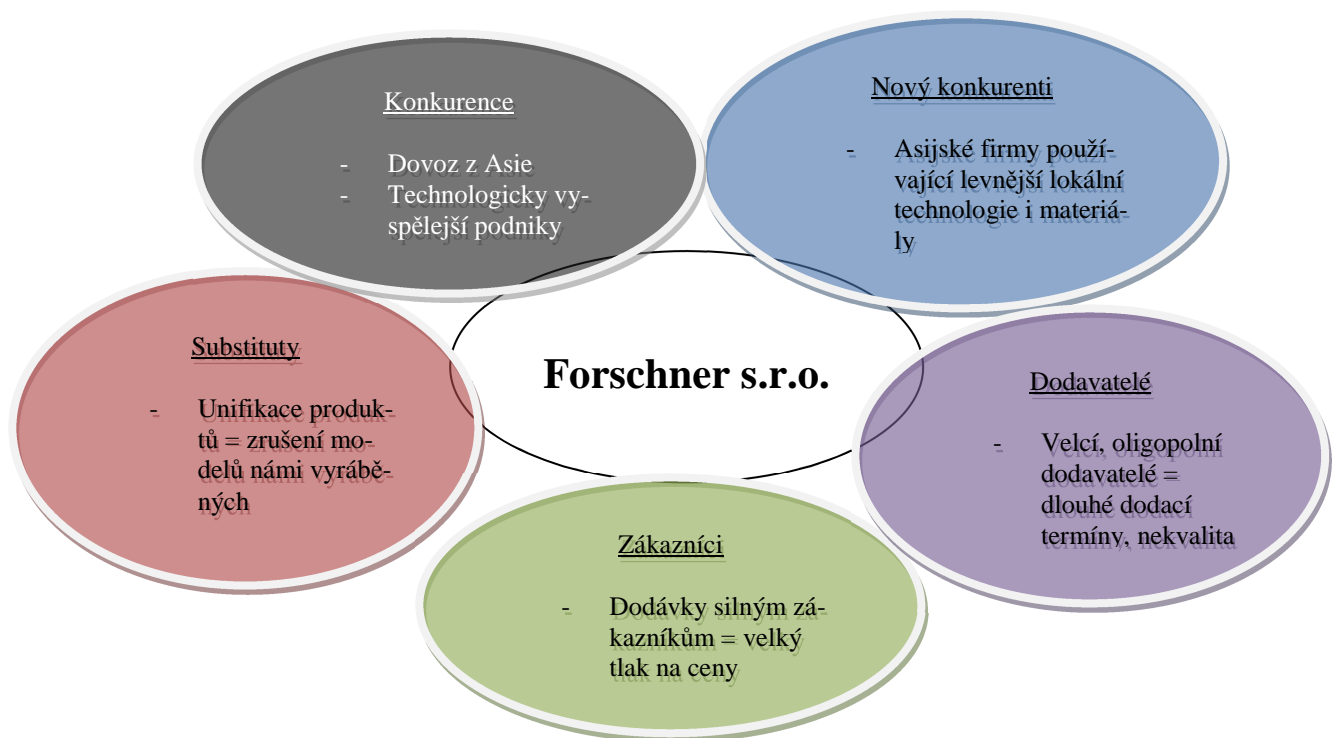 Konkurence
- Dovoz z Asie
- Technologicky vy-
spělejší podniky
Nový konkurenti
- Asijské firmy použí-
vající levnější lokální
technologie i materiá-
ly
Substituty
- Unifikace produk-
tů = zrušení mo-
delů námi vyrábě-
ných
Forschner s.r.o.
Dodavatelé
- Velcí, oligopolní
dodavatelé =
dlouhé dodací
termíny, nekvalita
Zákazníci
- Dodávky silným zá-
kazníkům = velký
tlak na ceny